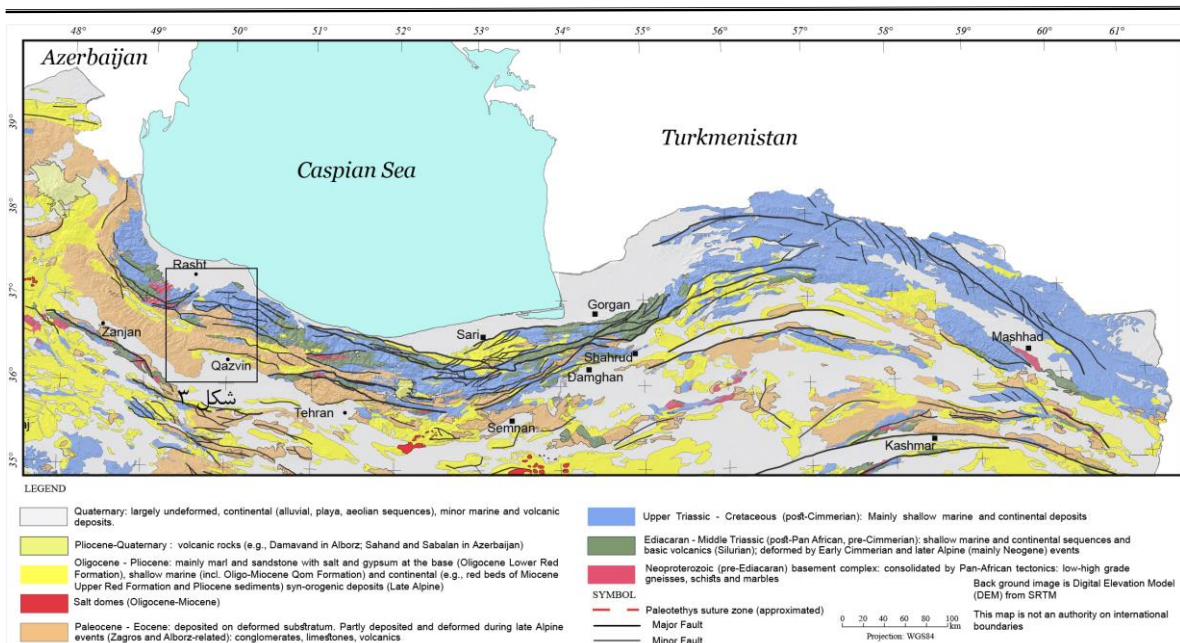 48° 49° 50° 51° 52° 53° 54° 55° 56° 57° 58° 59° 60° 61°
Azerbaijan
39°
Turkmenistan
Caspian Sea
38°
Rasht
37°
Gorgan
Sari
Zanjan
Mashhad
Shahrud
Qazvin
Damghan
36°
شکل ۳
Tehran
Semnan
Kashmar
35°
LEGEND
Quaternary: largely undeformed, continental (alluvial, playa, aeolian sequences), minor marine and volcanic
deposits.
Pliocene-Quaternary : volcanic rocks (e.g., Damavand in Alborz; Sahand and Sabalan in Azerbaijan)
Oligocene - Pliocene: mainly marl and sandstone with salt and gypsum at the base (Oligocene Lower Red
Formation), shallow marine (incl. Oligo-Miocene Qom Formation) and continental (e.g., red beds of Miocene
Upper Red Formation and Pliocene sediments) syn-orogenic deposits (Late Alpine)
Salt domes (Oligocene-Miocene)
Paleocene - Eocene: deposited on deformed substratum. Partly deposited and deformed during late Alpine
events (Zagros and Alborz-related): conglomerates, limestones, volcanics
Upper Triassic - Cretaceous (post-Cimmerian): Mainly shallow marine and continental deposits
Ediacaran - Middle Triassic (post-Pan African, pre-Cimmerian): shallow marine and continental sequences and
basic volcanics (Silurian); deformed by Early Cimmerian and later Alpine (mainly Neogene) events
Neoproterozoic (pre-Ediacaran) basement complex: consolidated by Pan-African tectonics: low-high grade
gneisses, schists and marbles
SYMBOL
Paleotethys suture zone (approximated)
Major Fault
Minor Fault
0 20 40 60 80 100
km
Projection: WGS84
Back ground image is Digital Elevation Model
(DEM) from SRTM
This map is not an authority on international
boundaries